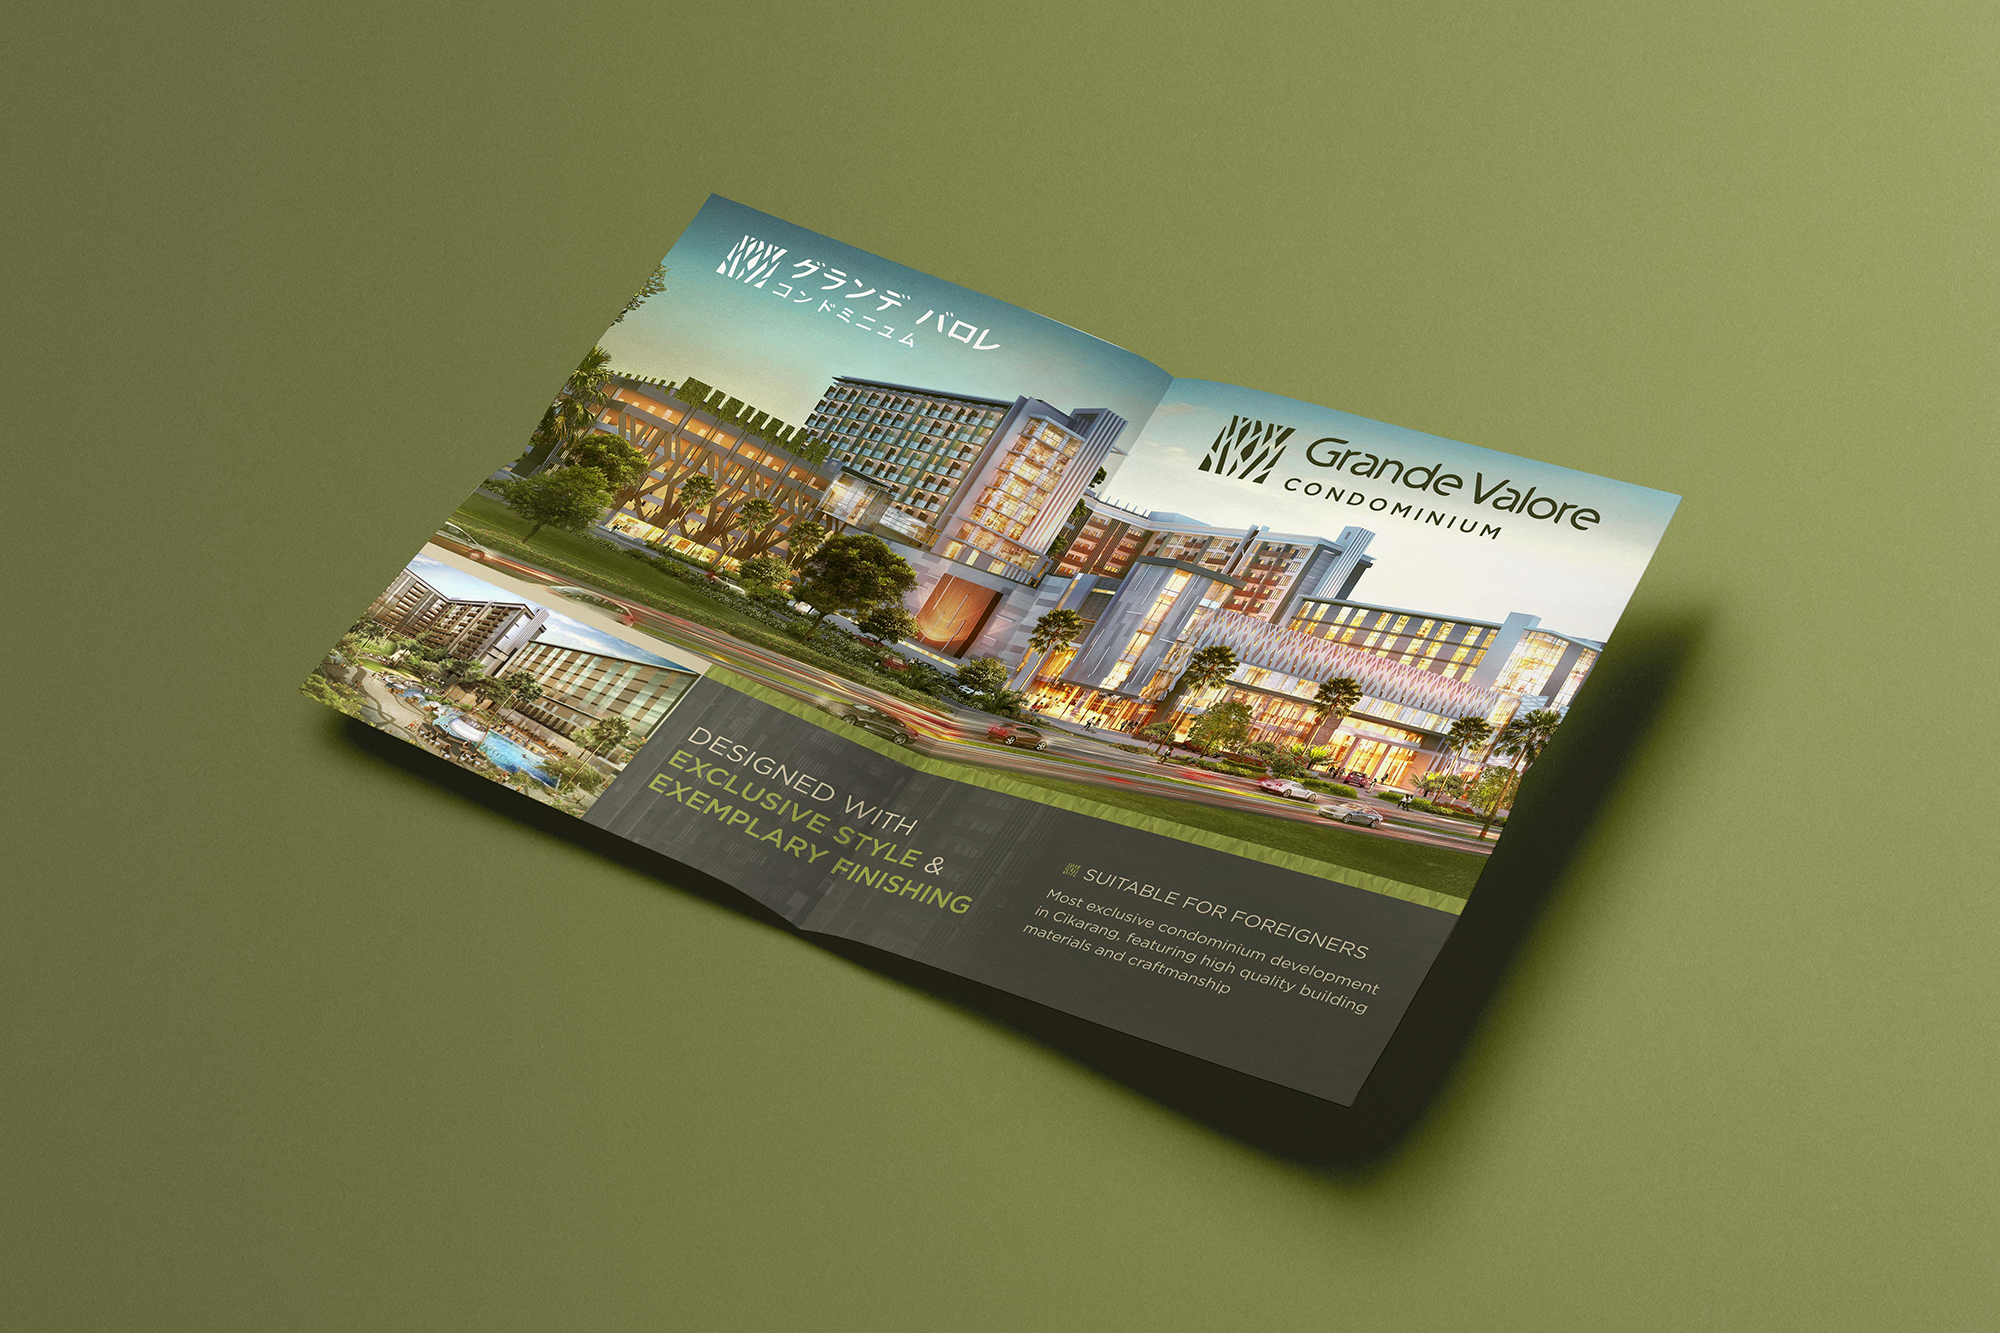 グランデ バロレ
コンドミニュム
Grande Valore
CONDOMINIUM
DESIGNED WITH
EXCLUSIVE STYLE &
EXEMPLARY FINISHING
SUITABLE FOR FOREIGNERS
Most exclusive condominium development
in Cikarang, featuring high quality building
materials and craftmanship